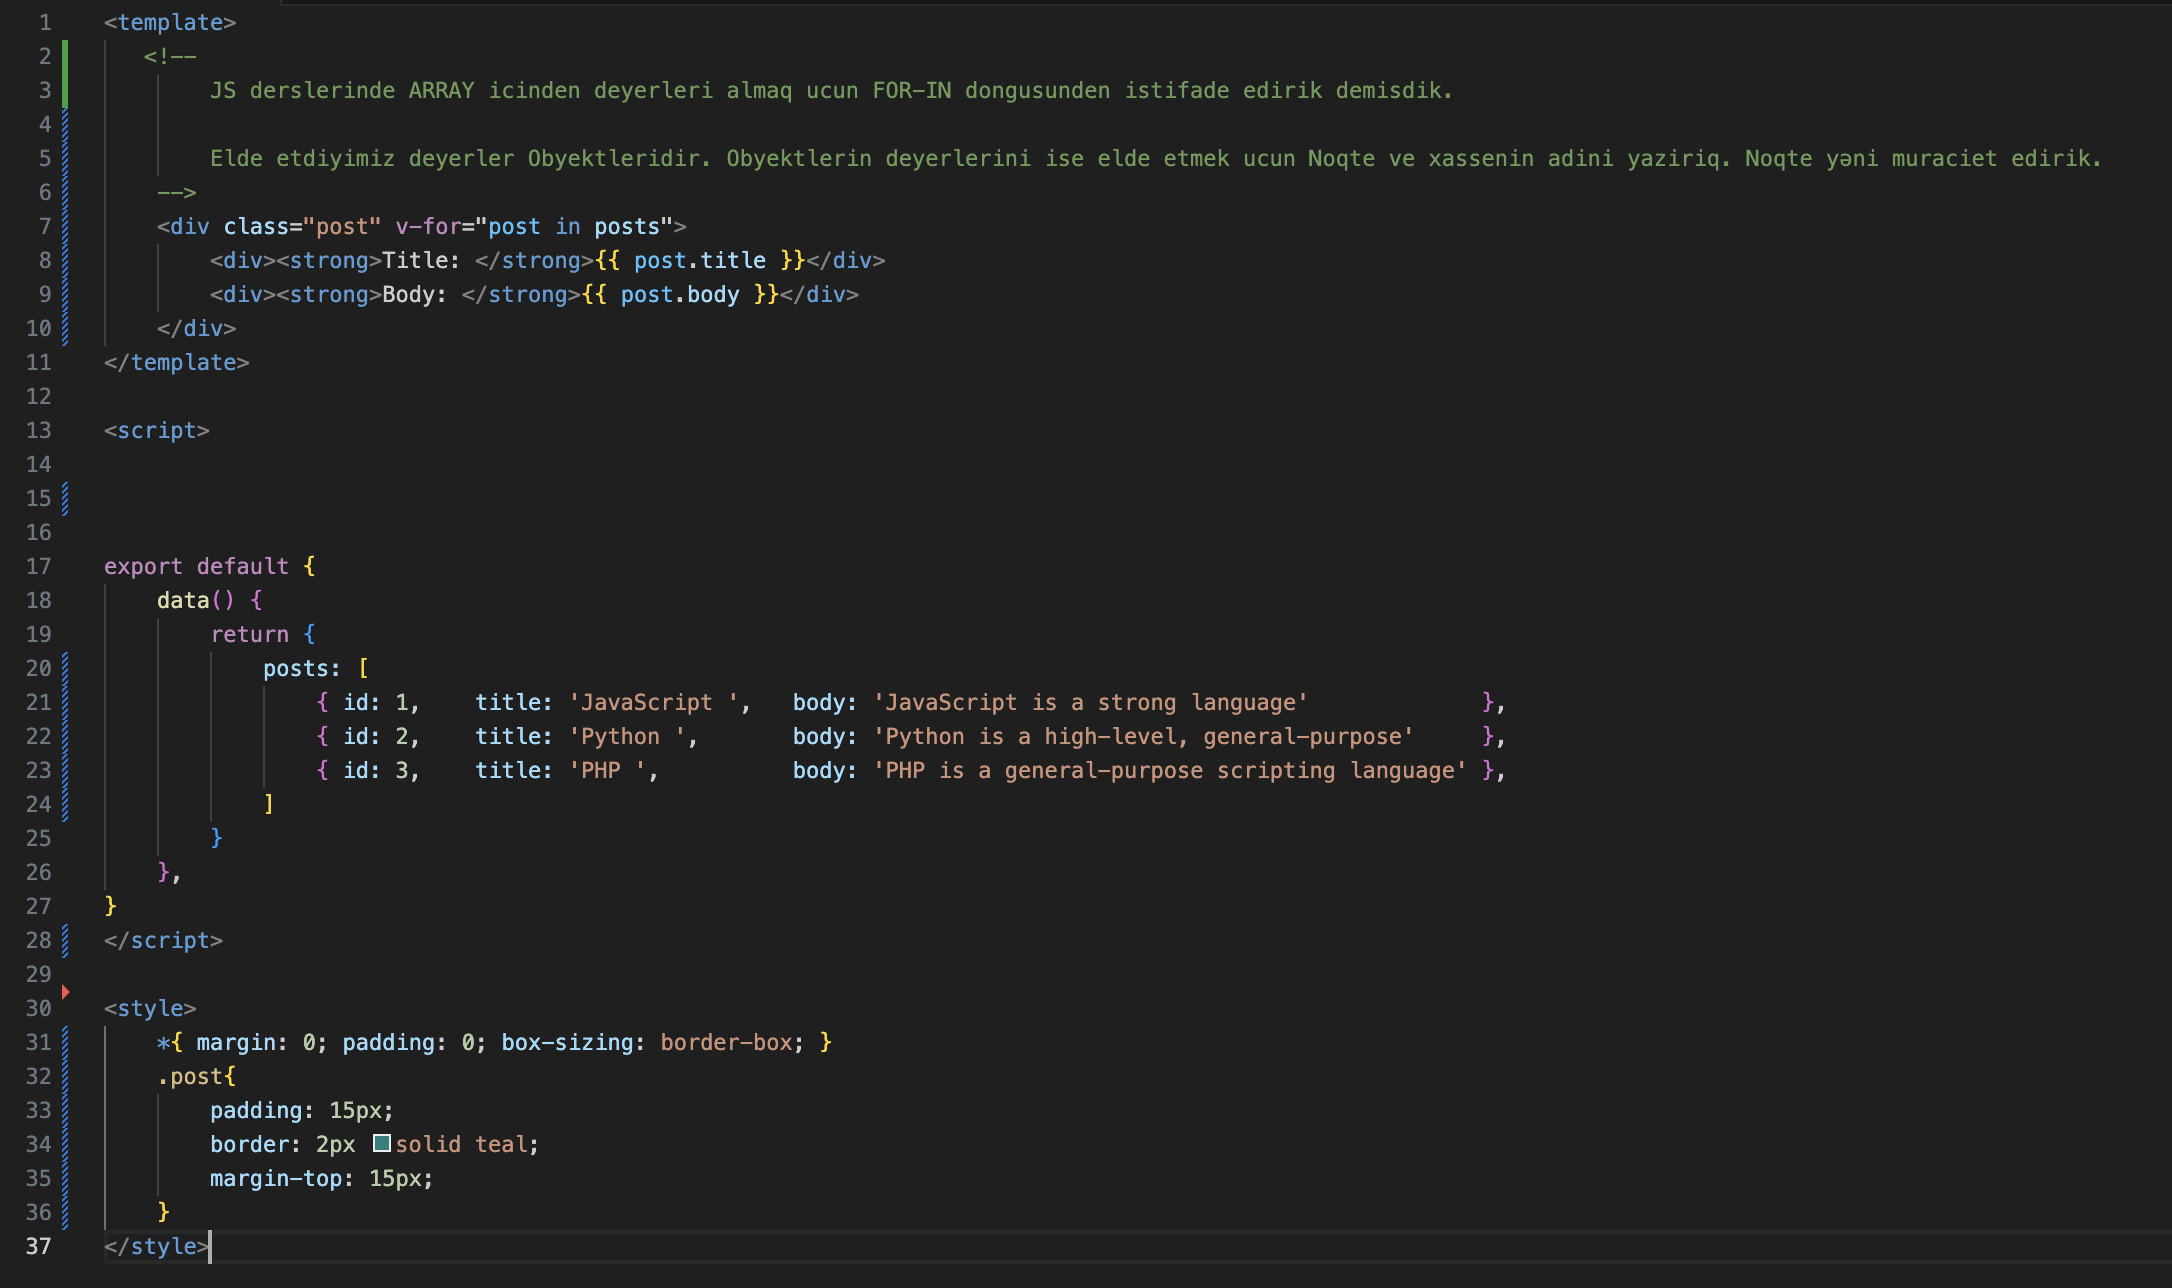 1 <template>
2 <!--
3 JS derslerinde ARRAY icinden deyerleri almaq ucun FOR-IN dongusunden istifade edirik demisdik.
4
5 Elde etdiyimiz deyerler Obyektleridir. Obyektlerin deyerlerini ise elde etmek ucun Noqte ve xassenin adini yaziriq. Noqte yəni muraciet edirik.
6 -->
7 <div class="post" v-for="post in posts">
8 <div><strong>Title: </strong>{{ post.title }}</div>
9 <div><strong>Body: </strong>{{ post.body }}</div>
10 </div>
11 </template>
12
13 <script>
14
15
16
17 export default {
18 data() {
19 return {
20 posts: [
21 { id: 1, title: 'JavaScript ', body: 'JavaScript is a strong language' },
22 { id: 2, title: 'Python ', body: 'Python is a high-level, general-purpose' },
23 { id: 3, title: 'PHP ', body: 'PHP is a general-purpose scripting language' },
24 ]
25 }
26 },
27 }
28 </script>
29
30 <style>
31 *{ margin: 0; padding: 0; box-sizing: border-box; }
32 .post{
33 padding: 15px;
34 border: 2px solid teal;
35 margin-top: 15px;
36 }
37 </style>